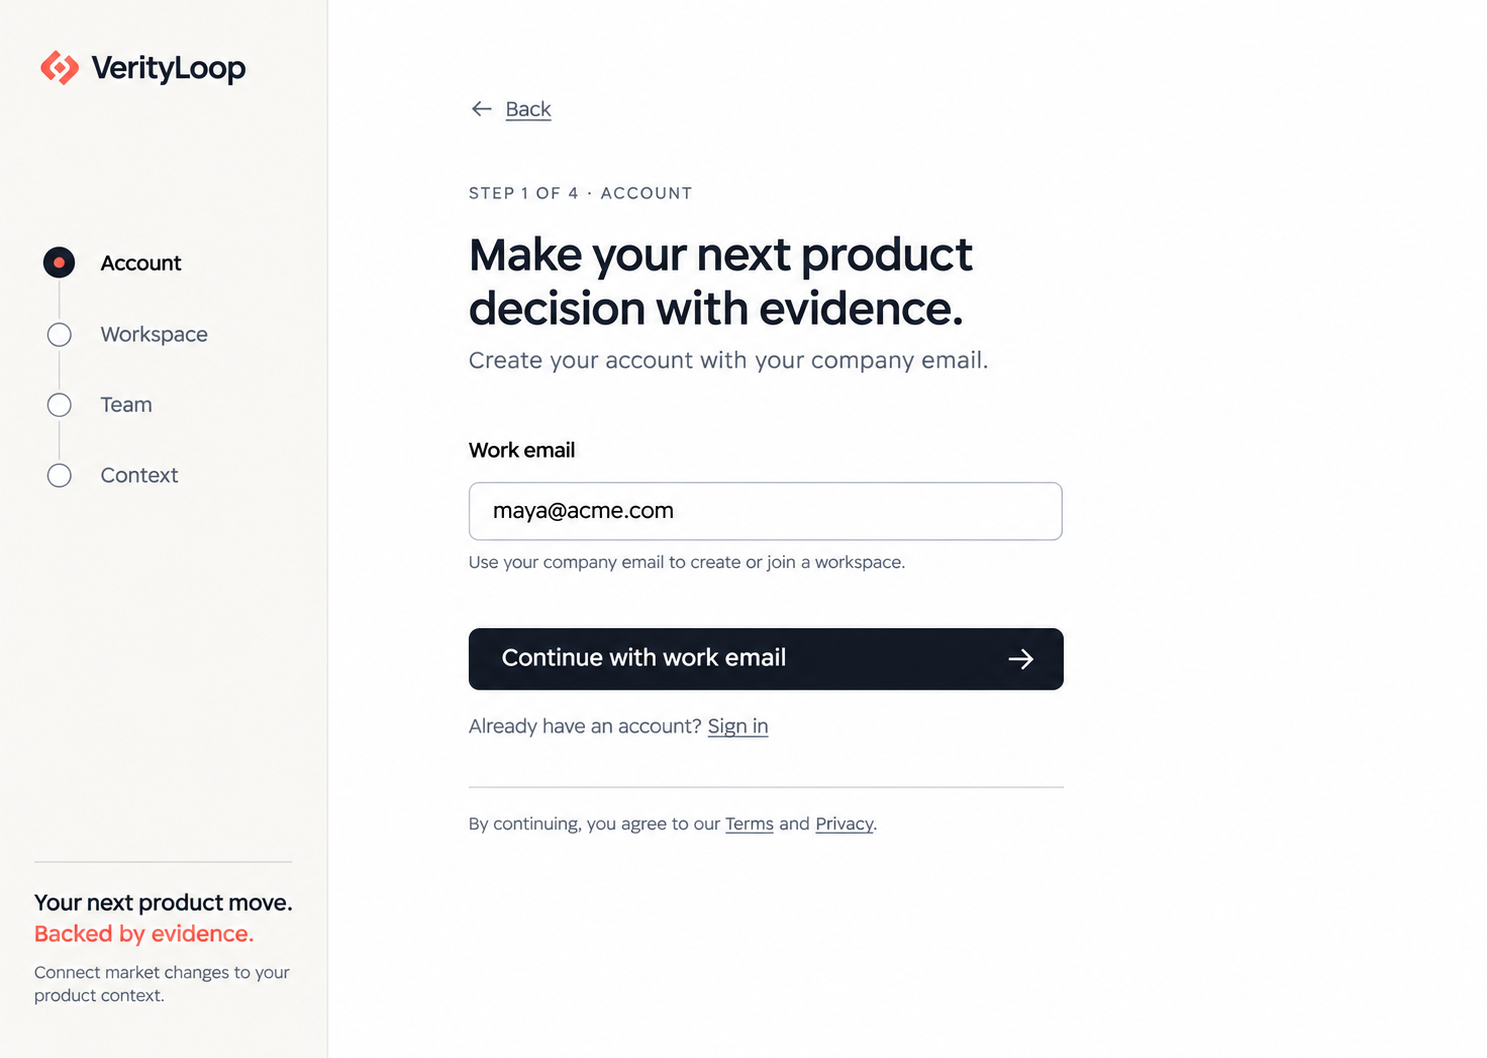 VerityLoop
Account
Workspace
Team
Context
Your next product move.
Backed by evidence.
Connect market changes to your
product context.
Back
STEP 1 OF 4 · ACCOUNT
Make your next product
decision with evidence.
Create your account with your company email.
Work email
maya@acme.com
Use your company email to create or join a workspace.
Continue with work email
Already have an account? Sign in
By continuing, you agree to our Terms and Privacy.